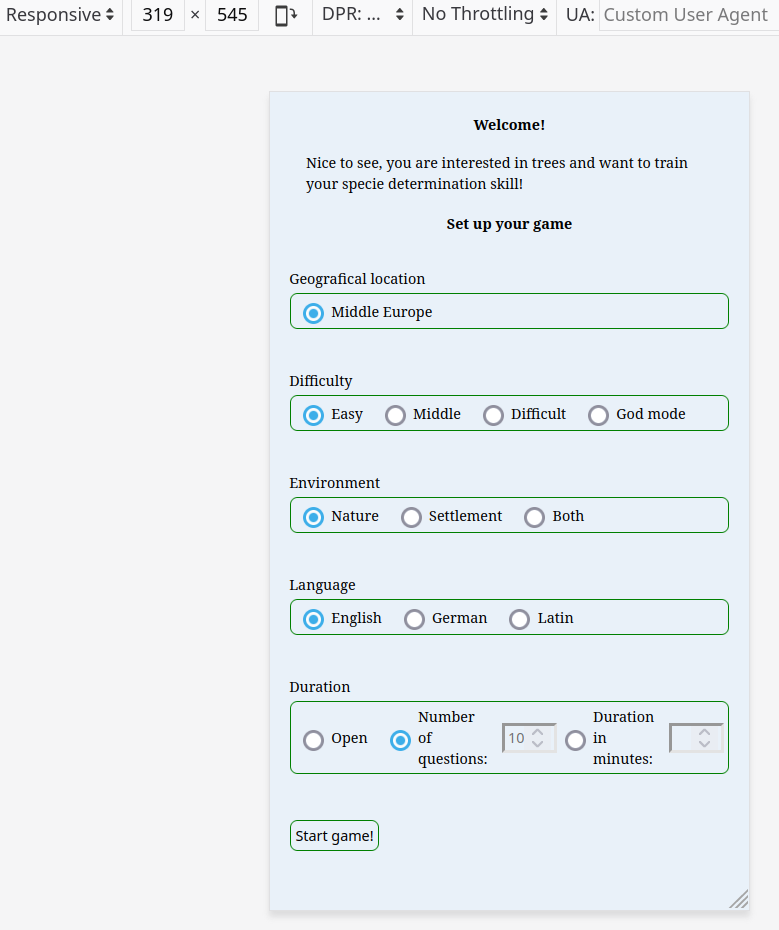 Responsive 319 × 545 DPR: ... No Throttling UA: Custom User Agent
Welcome!
Nice to see, you are interested in trees and want to train
your specie determination skill!
Set up your game
Geografical location
Middle Europe
Difficulty
Easy Middle Difficult God mode
Environment
Nature Settlement Both
Language
English German Latin
Duration
Open Number of questions: 10 Duration in minutes:
Start game!